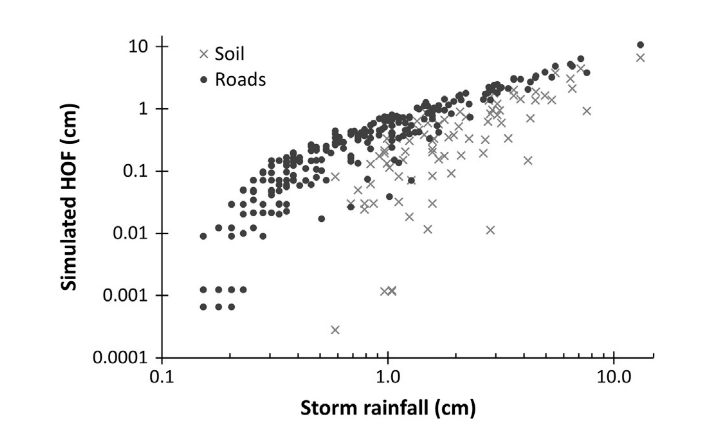 10
× Soil
● Roads
1
0.1
0.01
0.001
0.0001
Simulated HOF (cm)
0.1 1.0 10.0
Storm rainfall (cm)